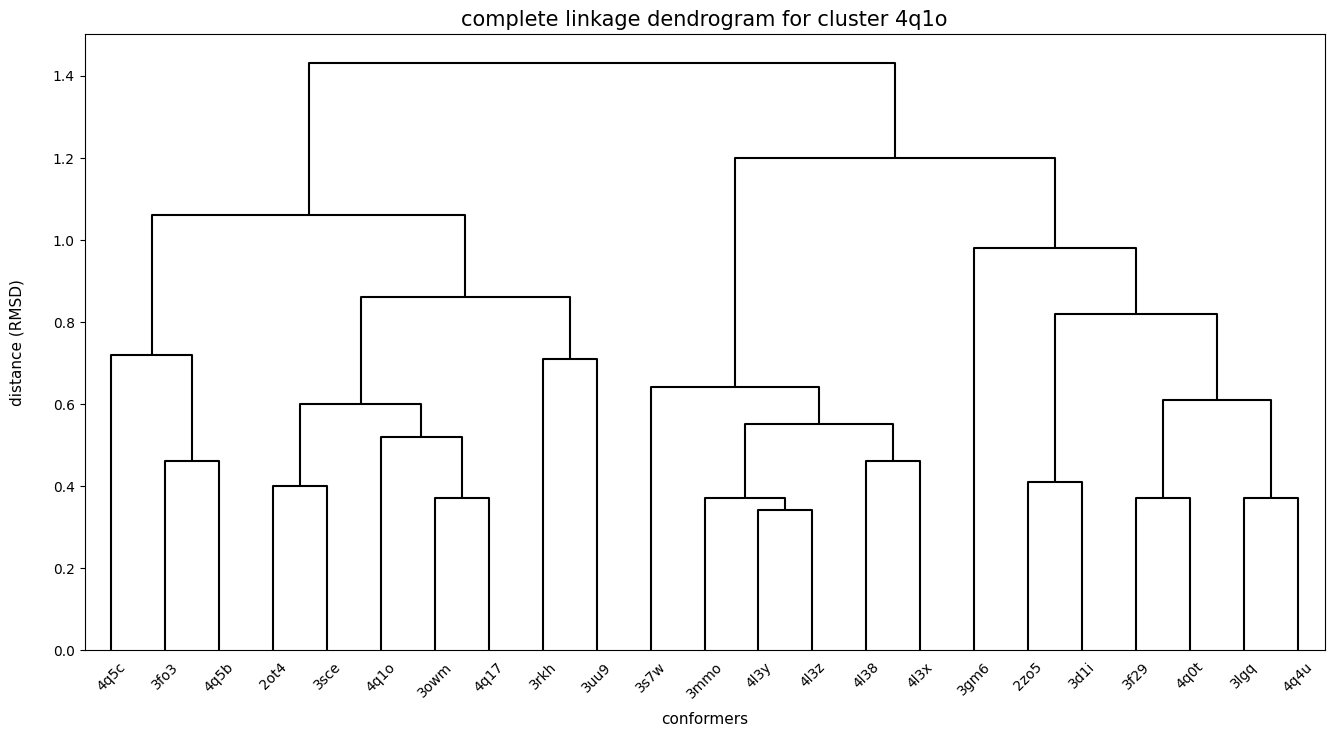 complete linkage dendrogram for cluster 4q1o
distance (RMSD)
1.4
1.2
1.0
0.8
0.6
0.4
0.2
0.0
4q5c 3fo3 4q5b 2ot4 3sce 4q1o 3owm 4q17 3rkh 3uu9 3s7w 3mmo 4l3y 4l3z 4l38 4l3x 3gm6 2zo5 3d1i 3f29 4q0t 3lgq 4q4u
conformers